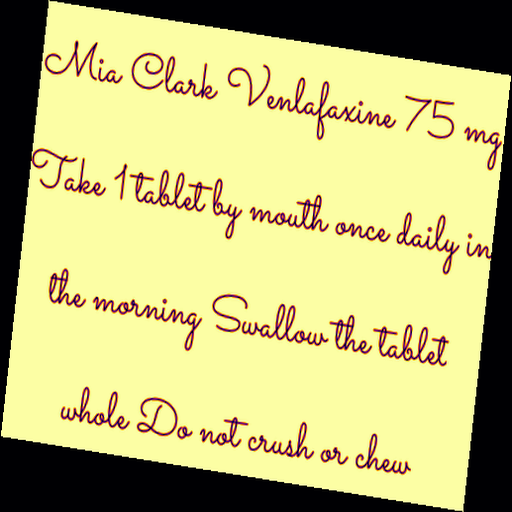 Mia Clark Venlafaxine 75 mg
Take 1 tablet by mouth once daily in
the morning Swallow the tablet
whole Do not crush or chew